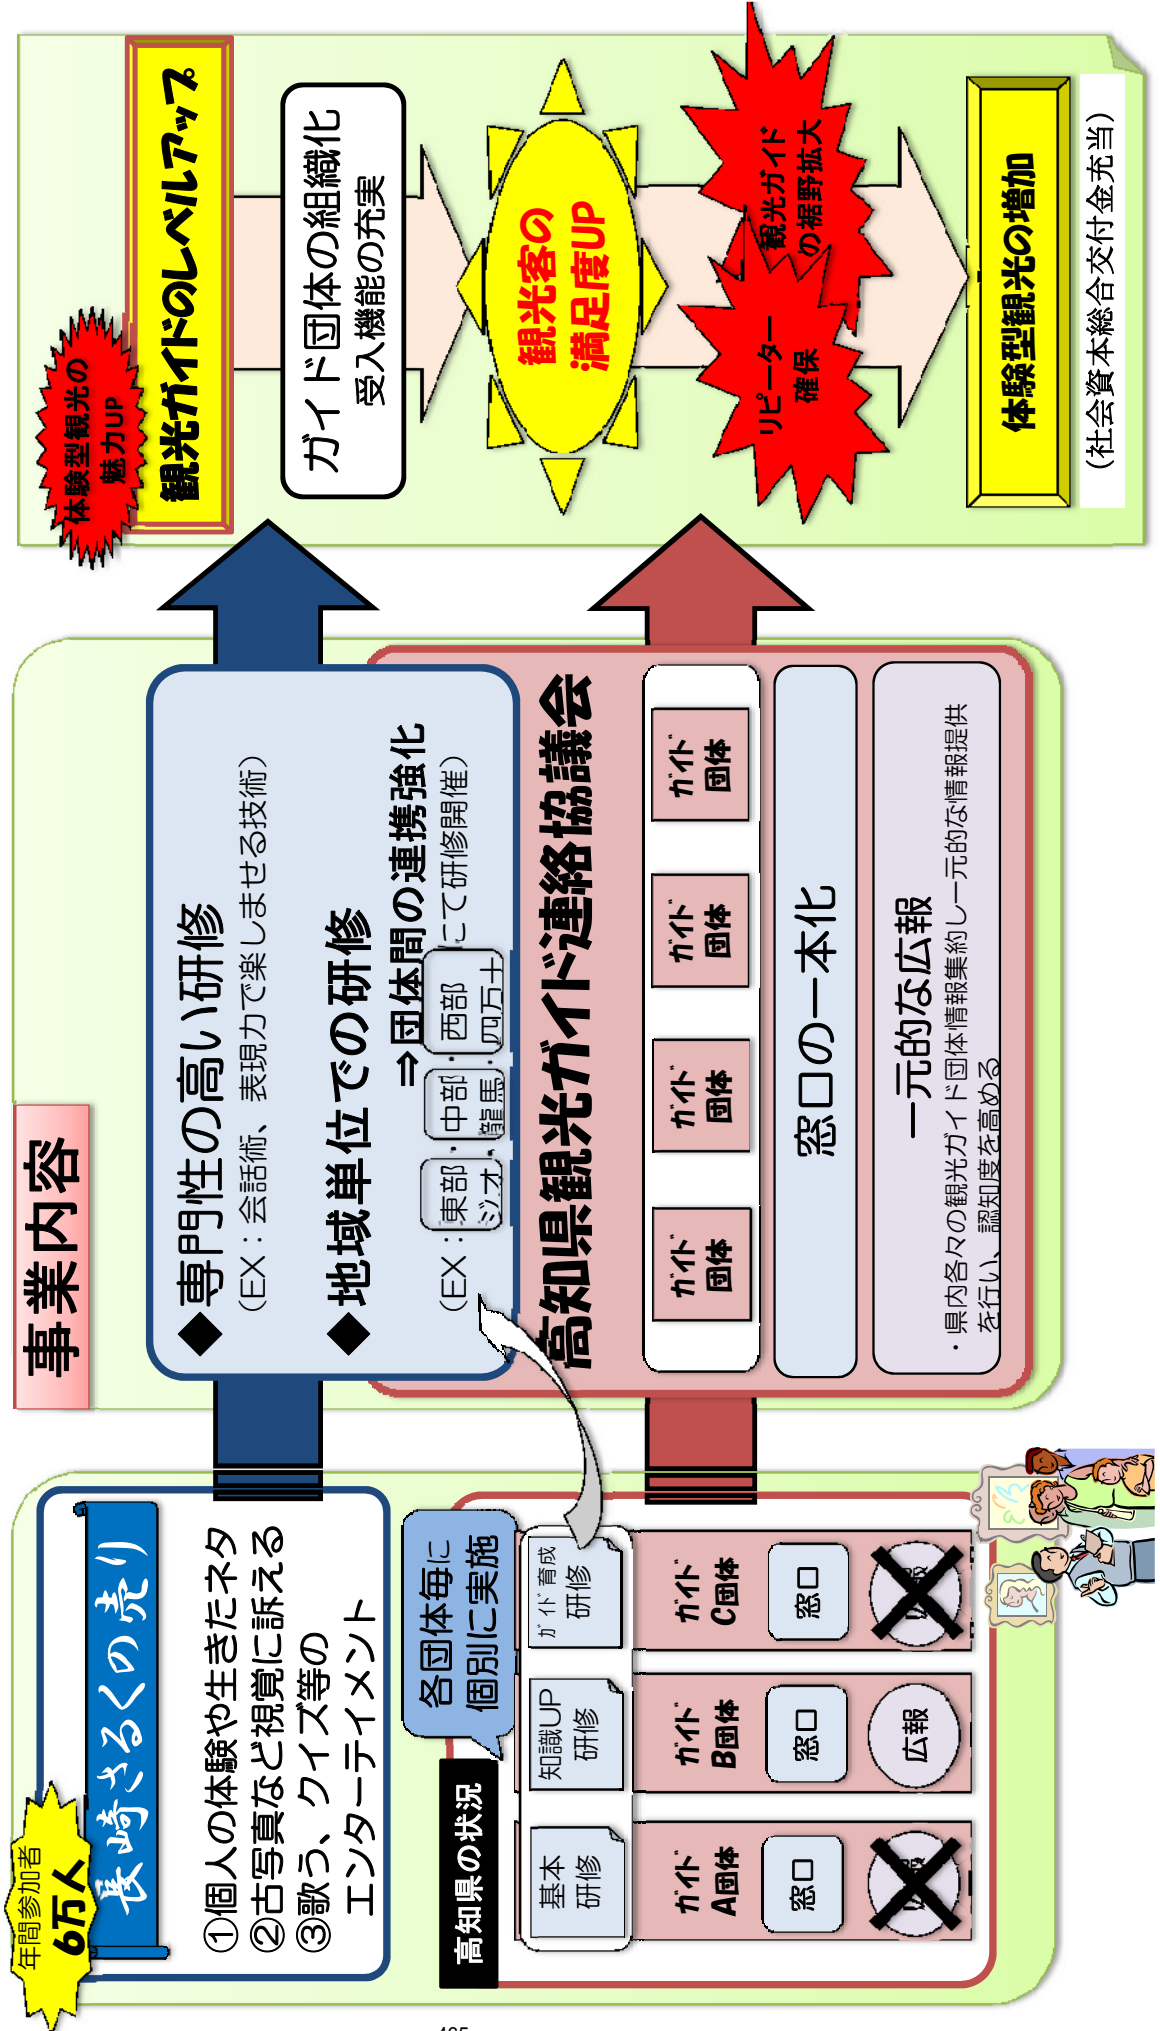 年間参加者
6万人
長崎さるくの売り
①個人の体験や生きたネタ
②古写真など視覚に訴える
③歌う、クイズ等の
エンターティメント
高知県の状況
各団体毎に
個別に実施
基本
研修
知識UP
研修
ガイド育成
研修
ガイド
A団体
窓口
ガイド
B団体
窓口
広報
ガイド
C団体
窓口
事業内容
◆専門性の高い研修
（EX：会話術、表現力で楽しませる技術）
◆地域単位での研修
⇒団体間の連携強化
（EX：東部・中部・西部にて研修開催）
ジオ、龍馬、四万十
高知県観光ガイド連絡協議会
ガイド
団体
ガイド
団体
ガイド
団体
ガイド
団体
窓口の一本化
一元的な広報
・県内各々の観光ガイド団体情報集約し一元的な情報提供
を行い、認知度を高める
体験型観光の
魅力UP
観光ガイドのレベルアップ
ガイド団体の組織化
受入機能の充実
観光客の
満足度UP
リピーター
確保
観光ガイド
の裾野拡大
体験型観光の増加
（社会資本総合交付金充当）